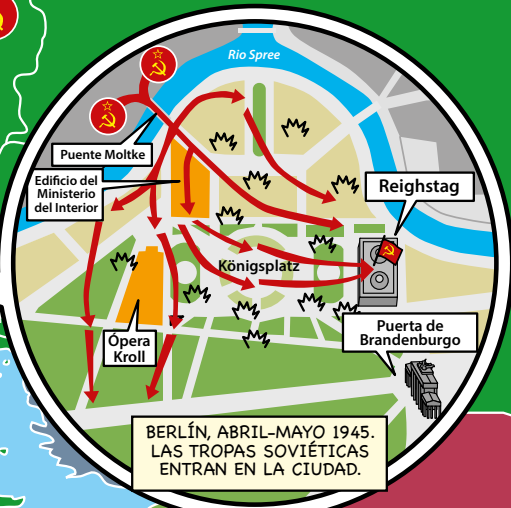 Rio Spree
Puente Moltke
Edificio del
Ministerio
del Interior
Reighstag
Königsplatz
Ópera
Kroll
Puerta de
Brandenburgo
BERLÍN, ABRIL-MAYO 1945.
LAS TROPAS SOVIÉTICAS
ENTRAN EN LA CIUDAD.